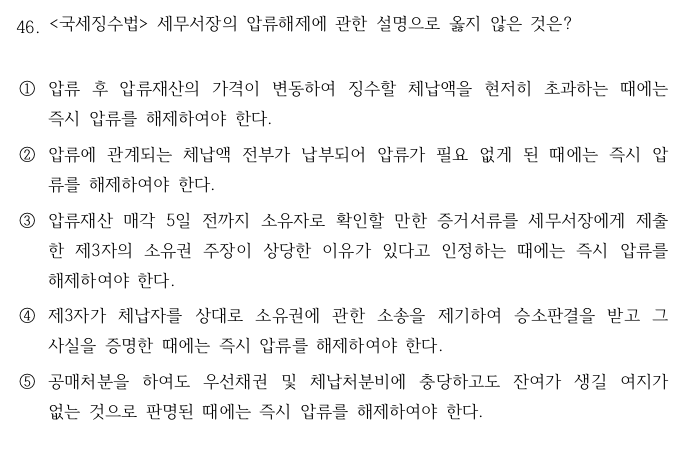 46. <국세징수법> 세무서장의 압류해제에 관한 설명으로 옳지 않은 것은?
① 압류 후 압류재산의 가격이 변동하여 징수할 체납액을 현저히 초과하는 때에는
즉시 압류를 해제하여야 한다.
② 압류에 관계되는 체납액 전부가 납부되어 압류가 필요 없게 된 때에는 즉시 압
류를 해제하여야 한다.
③ 압류재산 매각 5일 전까지 소유자로 확인할 만한 증거서류를 세무서장에게 제출
한 제3자의 소유권 주장이 상당한 이유가 있다고 인정하는 때에는 즉시 압류를
해제하여야 한다.
④ 제3자가 체납자를 상대로 소유권에 관한 소송을 제기하여 승소판결을 받고 그
사실을 증명한 때에는 즉시 압류를 해제하여야 한다.
⑤ 공매처분을 하여도 우선채권 및 체납처분비에 충당하고도 잔여가 생길 여지가
없는 것으로 판명된 때에는 즉시 압류를 해제하여야 한다.